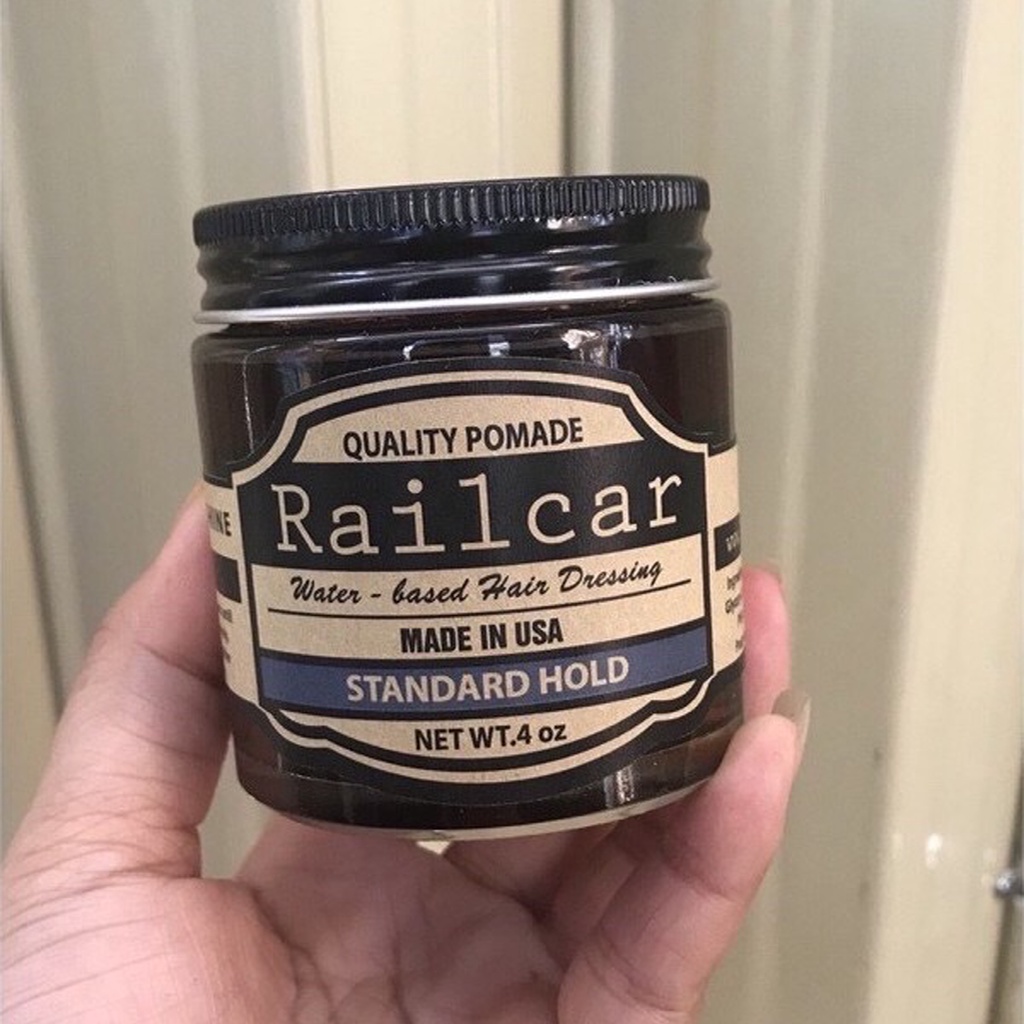 QUALITY POMADE
Railcar
Water - based Hair Dressing
MADE IN USA
STANDARD HOLD
NET WT.4 oz